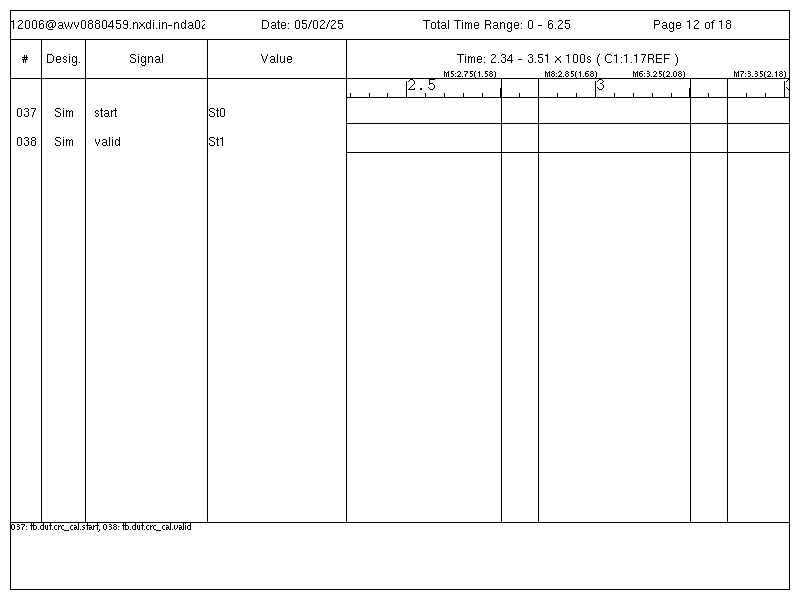 12006@awv0880459.nxdi.in-nda02 Date: 05/02/25 Total Time Range: 0 - 6.25 Page 12 of 18
# Desig. Signal Value Time: 2.34 - 3.51 x 100s ( C1:1.17REF )
M5:2.75(1.58) M8:2.85(1.68) M6:3.25(2.08) M7:3.35(2.18)
2.5 3
037 Sim start St0
038 Sim valid St1
037: tb.dut.crc_cal.start, 038: tb.dut.crc_cal.valid